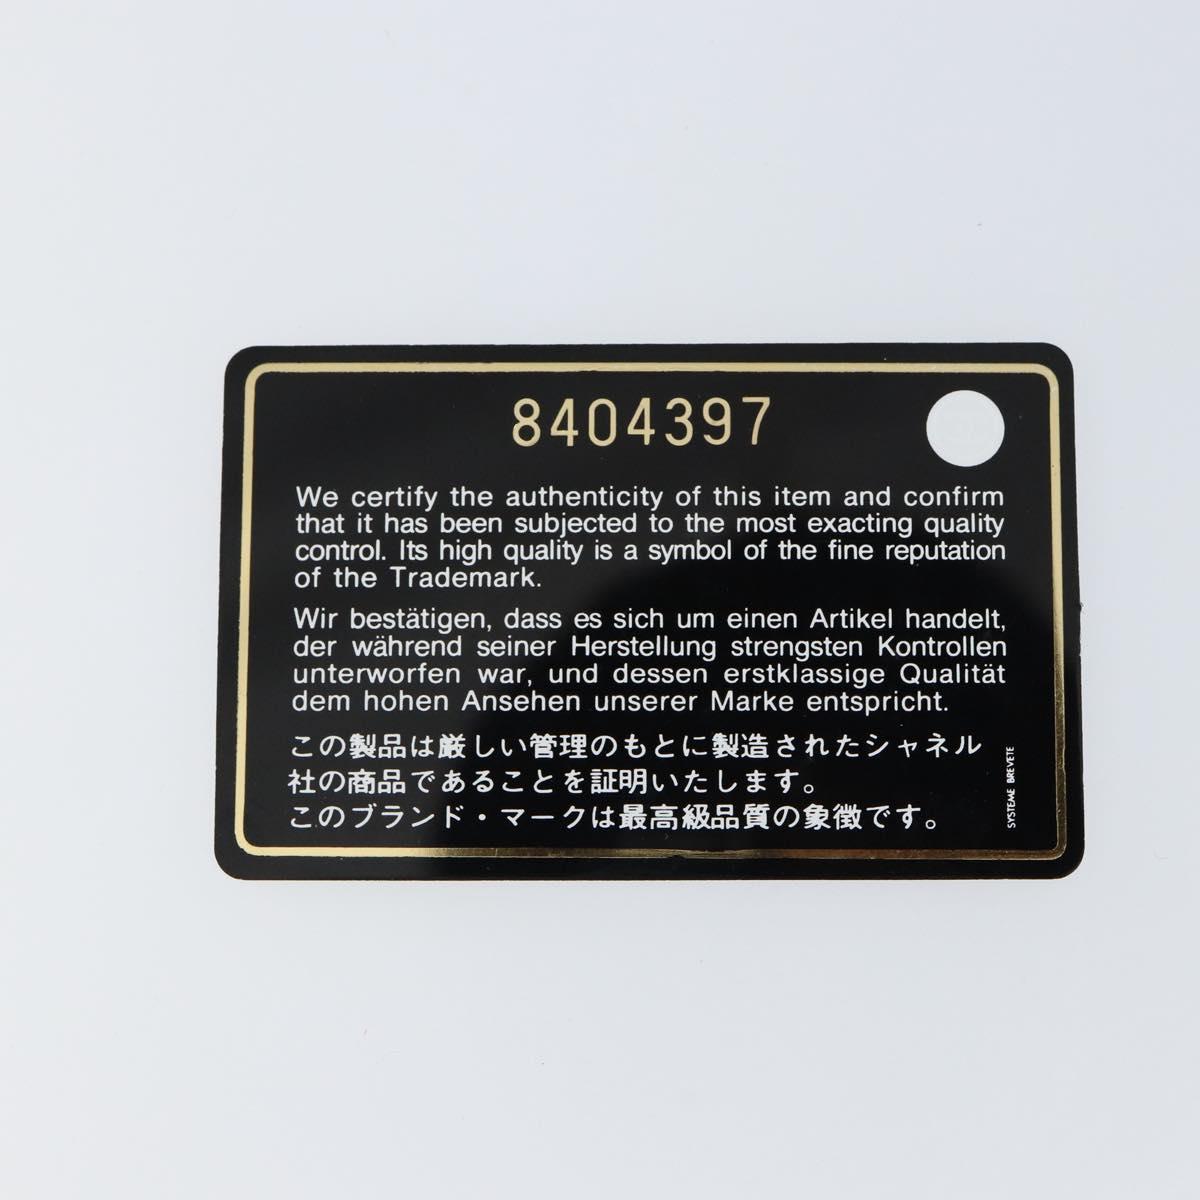 8404397
We certify the authenticity of this item and confirm
that it has been subjected to the most exacting quality
control. Its high quality is a symbol of the fine reputation
of the Trademark.
Wir bestätigen, dass es sich um einen Artikel handelt,
der während seiner Herstellung strengsten Kontrollen
unterworfen war, und dessen erstklassige Qualität
dem hohen Ansehen unserer Marke entspricht.
この製品は厳しい管理のもとに製造されたシャネル
社の商品であることを証明いたします。
このブランド・マークは最高級品質の象徴です。
SYSTEME BREVETE